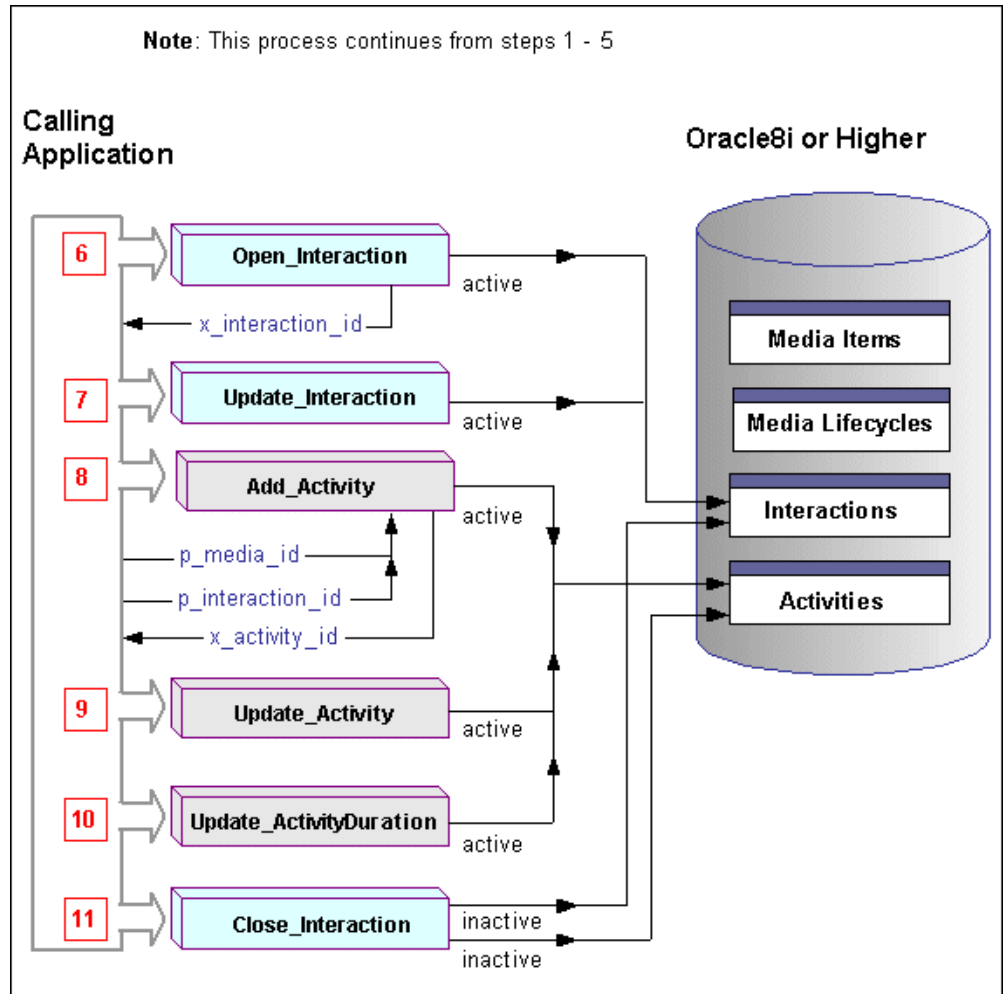 Note: This process continues from steps 1 - 5
Calling
Application
Oracle8i or Higher
6
Open_Interaction
active
x_interaction_id
Media Items
7
Update_Interaction
active
Media Lifecycles
8
Add_Activity
active
Interactions
p_media_id
p_interaction_id
x_activity_id
Activities
9
Update_Activity
active
10
Update_ActivityDuration
active
11
Close_Interaction
inactive
inactive